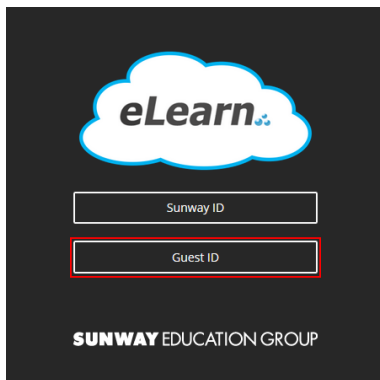 eLearn
Sunway ID
Guest ID
SUNWAY EDUCATION GROUP